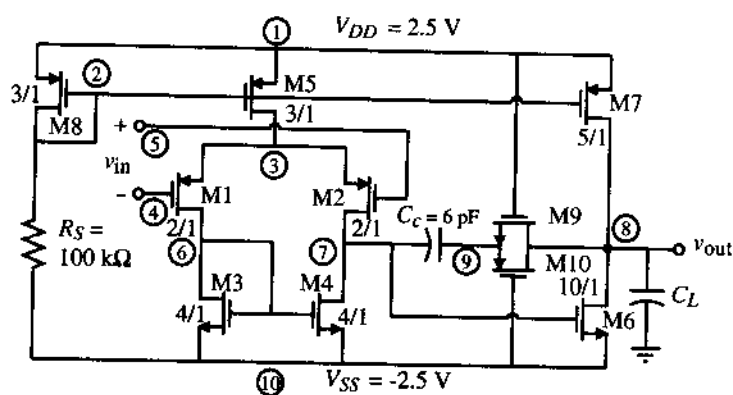 ① V_DD = 2.5 V
②
3/1
M8
M5
3/1
M7
5/1
+
⑤
v_in
−
④
③
M1
2/1
M2
2/1
C_c = 6 pF
M9
⑧
v_out
R_S =
100 kΩ
⑥
⑦
⑨
M10
10/1
M6
C_L
M3
4/1
M4
4/1
⑩
V_SS = -2.5 V